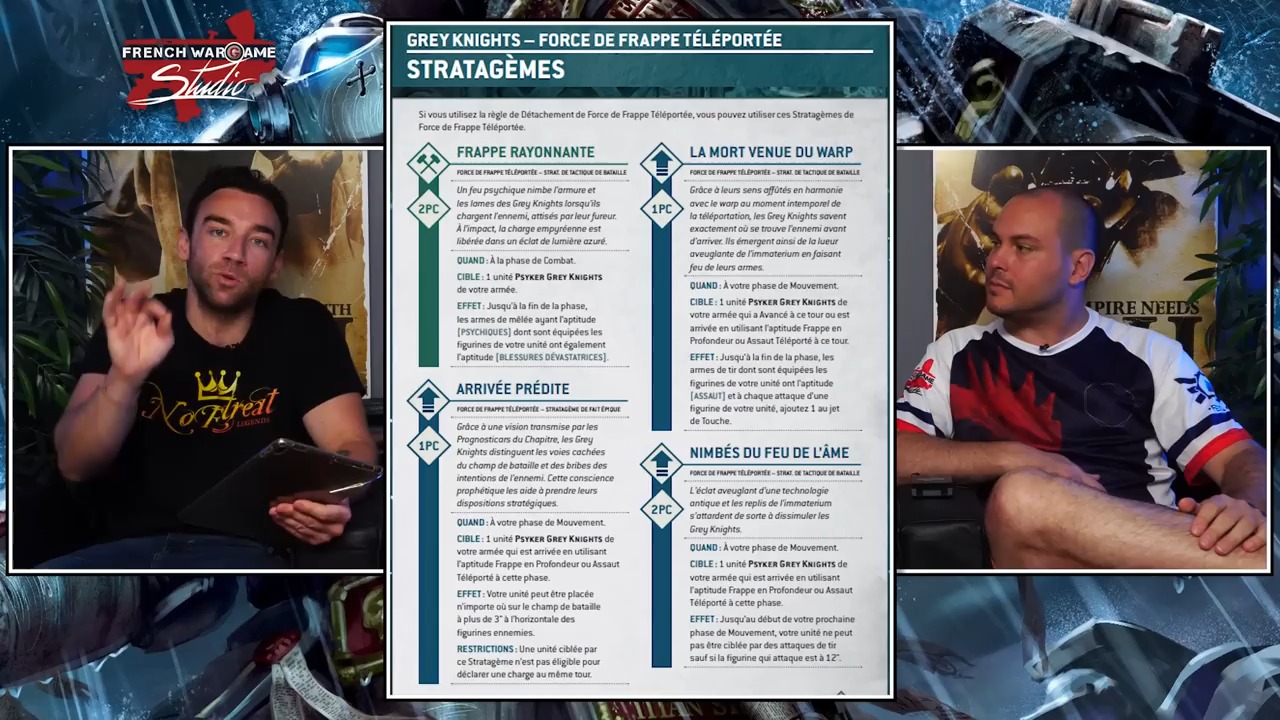 FRENCH WARGAME
Studio
GREY KNIGHTS – FORCE DE FRAPPE TÉLÉPORTÉE
STRATAGÈMES
Si vous utilisez la règle de Détachement de Force de Frappe Téléportée, vous pouvez utiliser ces Stratagèmes de
Force de Frappe Téléportée.
FRAPPE RAYONNANTE
FORCE DE FRAPPE TÉLÉPORTÉE – STRAT. DE TACTIQUE DE BATAILLE
2PC
Un feu psychique nimbe l'armure et
les lames des Grey Knights lorsqu'ils
chargent l'ennemi, attisés par leur fureur.
À l'impact, la charge empyréenne est
libérée dans un éclat de lumière azuré.
QUAND : À la phase de Combat.
CIBLE : 1 unité PSYKER GREY KNIGHTS
de votre armée.
EFFET : Jusqu'à la fin de la phase,
les armes de mêlée ayant l'aptitude
[PSYCHIQUES] dont sont équipées les
figurines de votre unité ont également
l'aptitude [BLESSURES DÉVASTATRICES].
ARRIVÉE PRÉDITE
FORCE DE FRAPPE TÉLÉPORTÉE – STRATAGÈME DE FAIT ÉPIQUE
1PC
Grâce à une vision transmise par les
Prognosticars du Chapitre, les Grey
Knights distinguent les voies cachées
du champ de bataille et des bribes des
intentions de l'ennemi. Cette conscience
prophétique les aide à prendre leurs
dispositions stratégiques.
QUAND : À votre phase de Mouvement.
CIBLE : 1 unité PSYKER GREY KNIGHTS de
votre armée qui est arrivée en utilisant
l'aptitude Frappe en Profondeur ou Assaut
Téléporté à cette phase.
EFFET : Votre unité peut être placée
n'importe où sur le champ de bataille
à plus de 3" à l'horizontale des
figurines ennemies.
RESTRICTIONS : Une unité ciblée par
ce Stratagème n'est pas éligible pour
déclarer une charge au même tour.
LA MORT VENUE DU WARP
FORCE DE FRAPPE TÉLÉPORTÉE – STRAT. DE TACTIQUE DE BATAILLE
1PC
Grâce à leurs sens affûtés en harmonie
avec le warp au moment intemporel de
la téléportation, les Grey Knights savent
exactement où se trouve l'ennemi avant
d'arriver. Ils émergent ainsi de la lueur
aveuglante de l'immaterium en faisant
feu de leurs armes.
QUAND : À votre phase de Mouvement.
CIBLE : 1 unité PSYKER GREY KNIGHTS de
votre armée qui a Avancé à ce tour ou est
arrivée en utilisant l'aptitude Frappe en
Profondeur ou Assaut Téléporté à ce tour.
EFFET : Jusqu'à la fin de la phase, les
armes de tir dont sont équipées les
figurines de votre unité ont l'aptitude
[ASSAUT] et à chaque attaque d'une
figurine de votre unité, ajoutez 1 au jet
de Touche.
NIMBÉS DU FEU DE L'ÂME
FORCE DE FRAPPE TÉLÉPORTÉE – STRAT. DE TACTIQUE DE BATAILLE
2PC
L'éclat aveuglant d'une technologie
antique et les replis de l'immaterium
s'attardent de sorte à dissimuler les
Grey Knights.
QUAND : À votre phase de Mouvement.
CIBLE : 1 unité PSYKER GREY KNIGHTS de
votre armée qui est arrivée en utilisant
l'aptitude Frappe en Profondeur ou Assaut
Téléporté à cette phase.
EFFET : Jusqu'au début de votre prochaine
phase de Mouvement, votre unité ne peut
pas être ciblée par des attaques de tir
sauf si la figurine qui attaque est à 12".
No Retreat
LEGENDS
MPIRE NEEDS